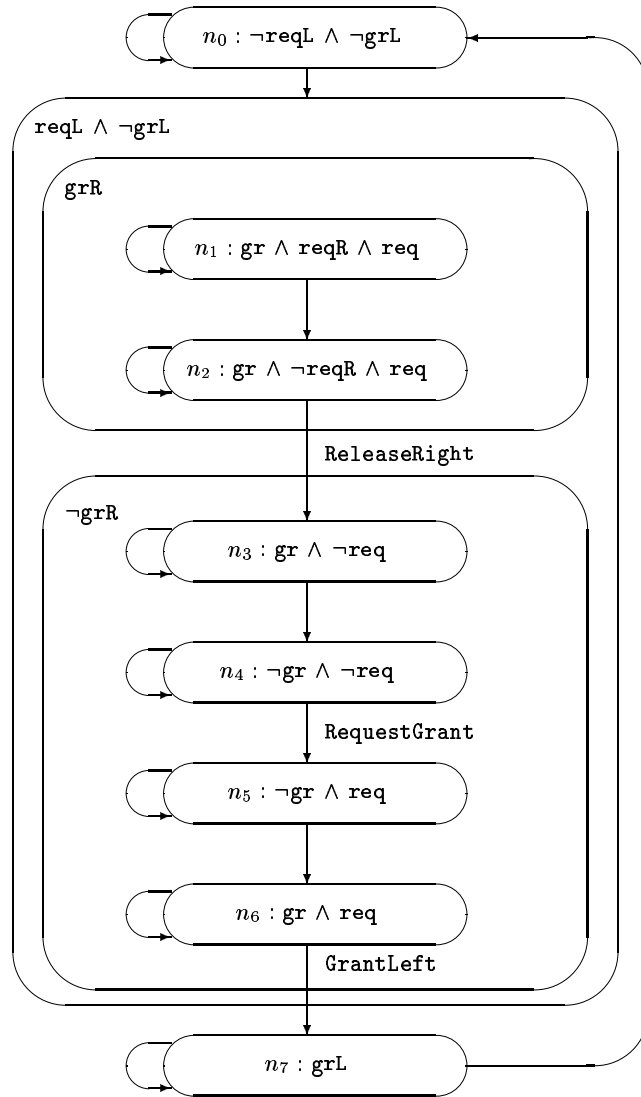 n₀ : ¬reqL ∧ ¬grL
reqL ∧ ¬grL
grR
n₁ : gr ∧ reqR ∧ req
n₂ : gr ∧ ¬reqR ∧ req
ReleaseRight
¬grR
n₃ : gr ∧ ¬req
n₄ : ¬gr ∧ ¬req
RequestGrant
n₅ : ¬gr ∧ req
n₆ : gr ∧ req
GrantLeft
n₇ : grL